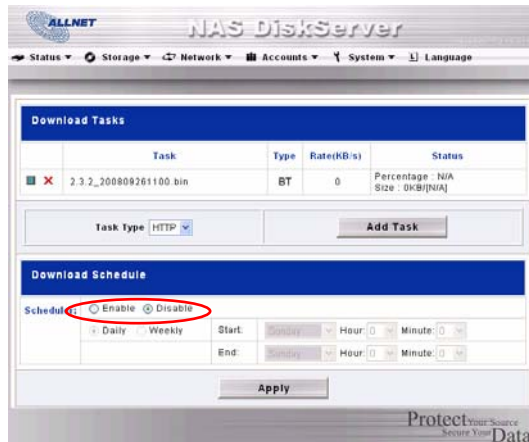 ALLNET
NAS DiskServer
Status Storage Network Accounts System Language
Download Tasks
Task Type Rate(KB/s) Status
2.3.2_200809261100.bin BT 0 Percentage : N/A
Size : 0KB/[N/A]
Task Type HTTP Add Task
Download Schedule
Scheduler: Enable Disable
Daily Weekly Start: Sunday Hour: 0 Minute: 0
End: Sunday Hour: 0 Minute: 0
Apply
Protect Your Source
Secure Your Data